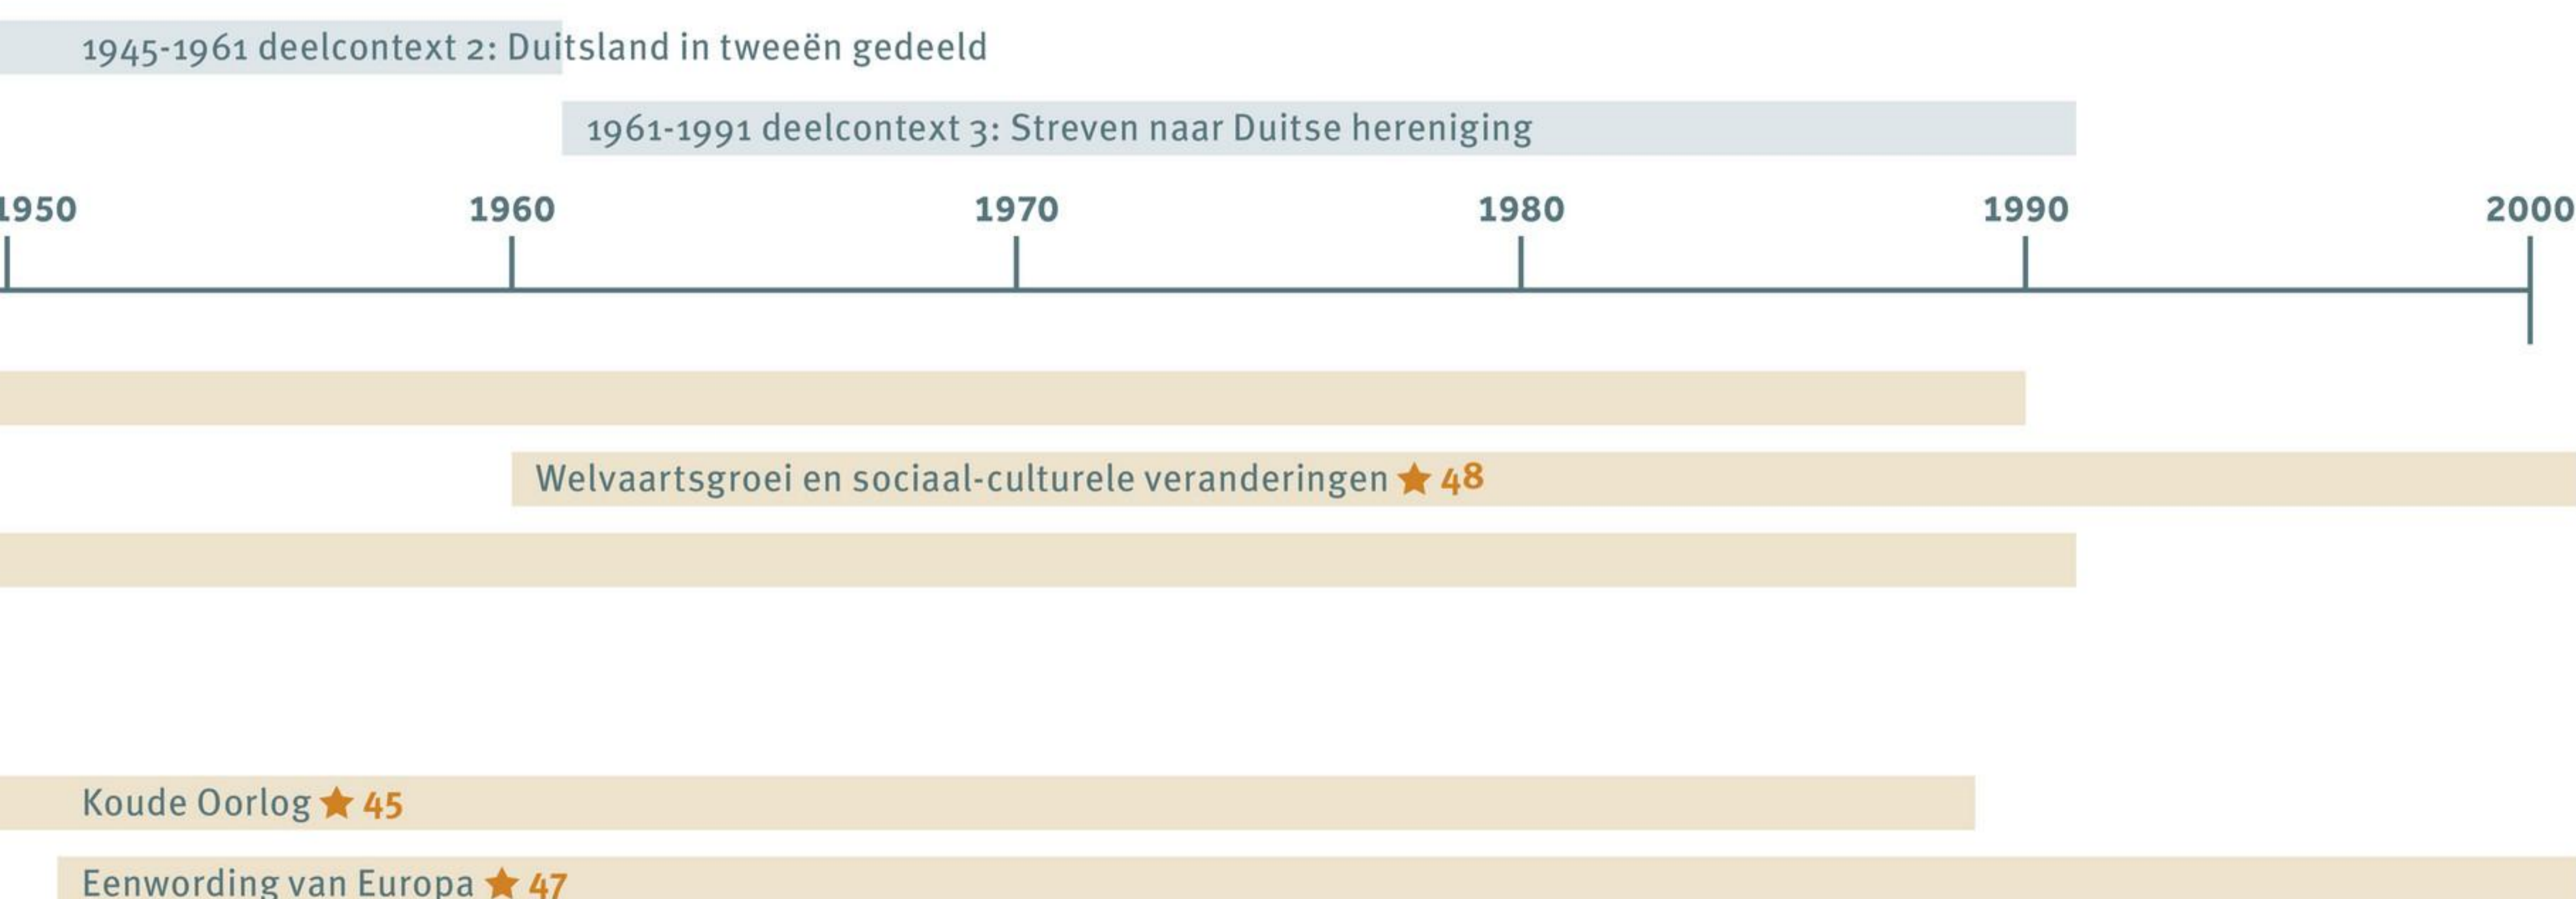 1945-1961 deelcontext 2: Duitsland in tweeën gedeeld
1961-1991 deelcontext 3: Streven naar Duitse hereniging
1950 1960 1970 1980 1990 2000
Welvaartsgroei en sociaal-culturele veranderingen ★ 48
Koude Oorlog ★ 45
Eenwording van Europa ★ 47